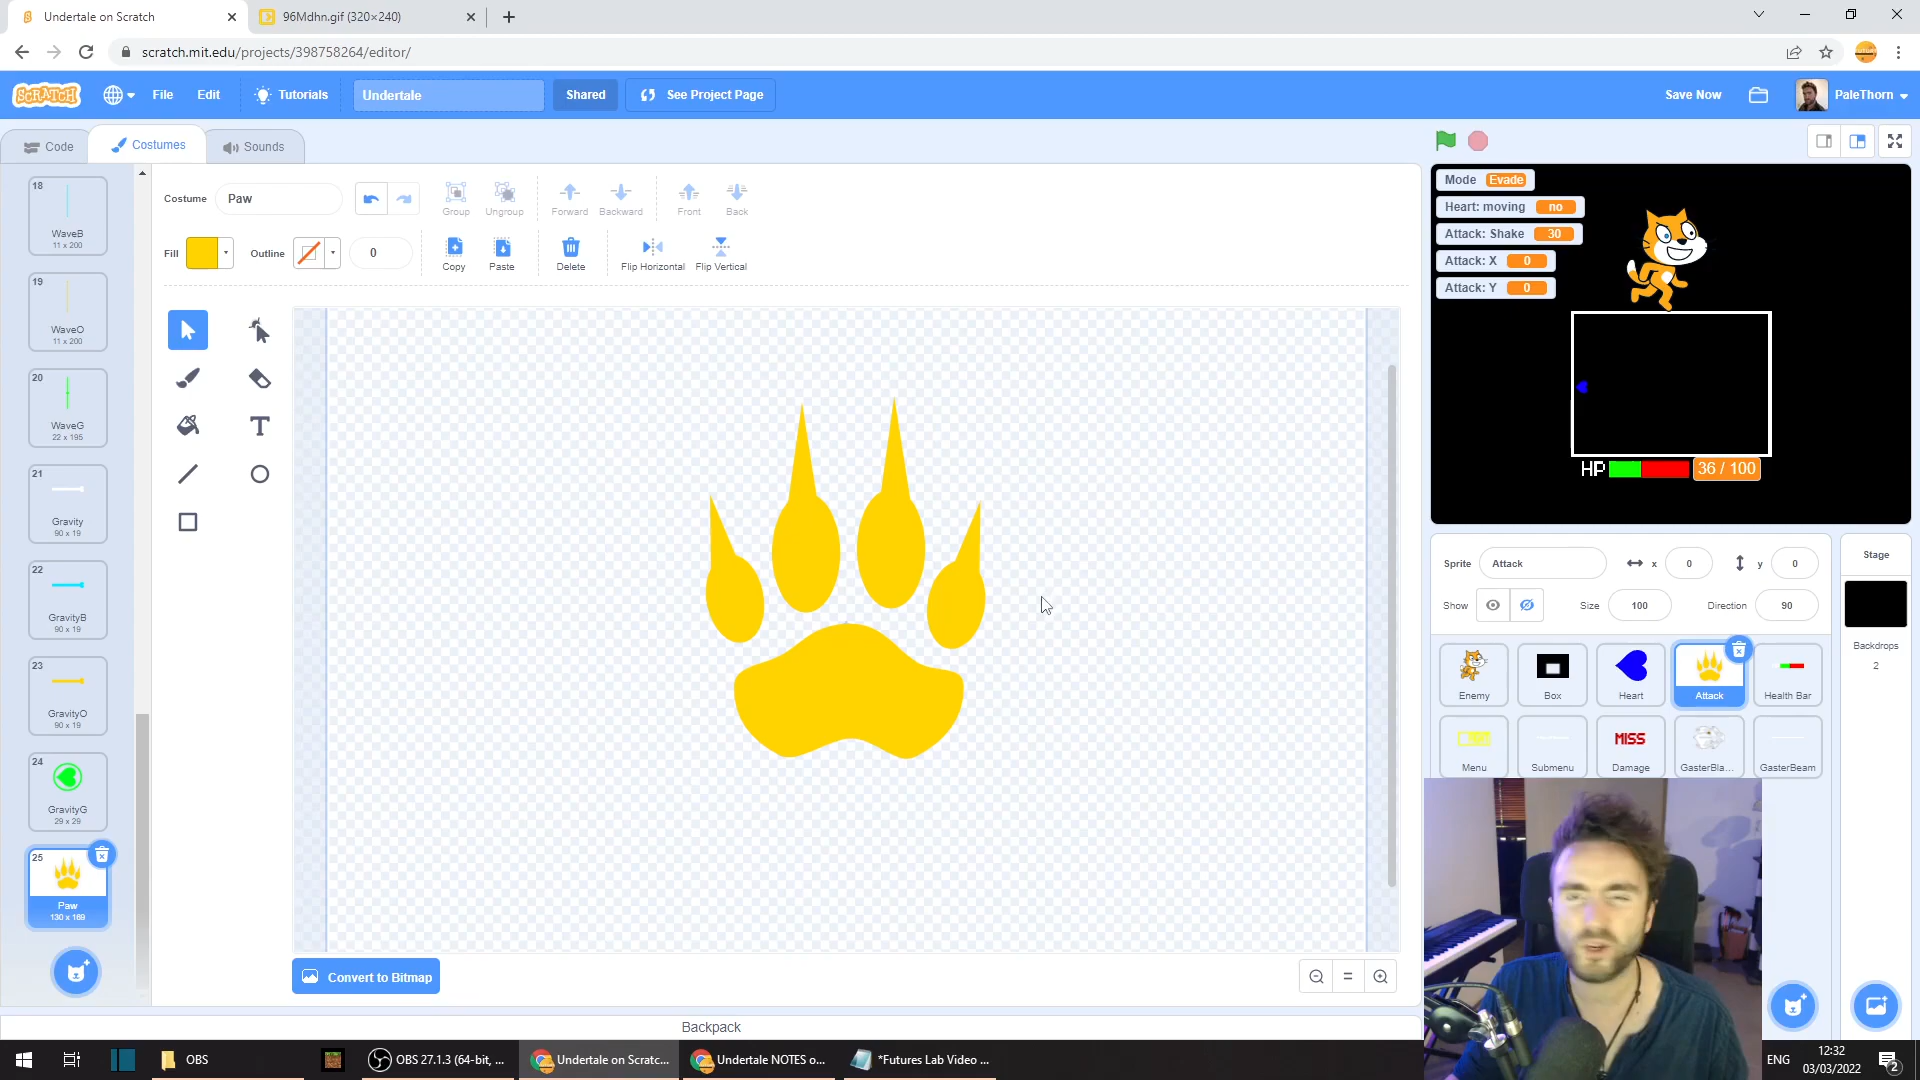 Undertale on Scratch
96Mdhn.gif (320×240)
scratch.mit.edu/projects/398758264/editor/
SCRATCH
File
Edit
Tutorials
Undertale
Shared
See Project Page
Save Now
PaleThorn
Code
Costumes
Sounds
Costume
Paw
Group
Ungroup
Forward
Backward
Front
Back
Fill
Outline
0
Copy
Paste
Delete
Flip Horizontal
Flip Vertical
18
WaveB
11 x 200
19
WaveO
11 x 200
20
WaveG
22 x 195
21
Gravity
90 x 19
22
GravityB
90 x 19
23
GravityO
90 x 19
24
GravityG
29 x 29
25
Paw
130 x 169
Convert to Bitmap
Backpack
Mode Evade
Heart: moving no
Attack: Shake 30
Attack: X 0
Attack: Y 0
HP 36 / 100
Sprite Attack x 0 y 0
Show Size 100 Direction 90
Stage
Backdrops
2
Enemy
Box
Heart
Attack
Health Bar
Menu
Submenu
MISS
Damage
GasterBla...
GasterBeam
OBS
OBS 27.1.3 (64-bit, ...
Undertale on Scratc...
Undertale NOTES o...
*Futures Lab Video ...
ENG
12:32
03/03/2022
2